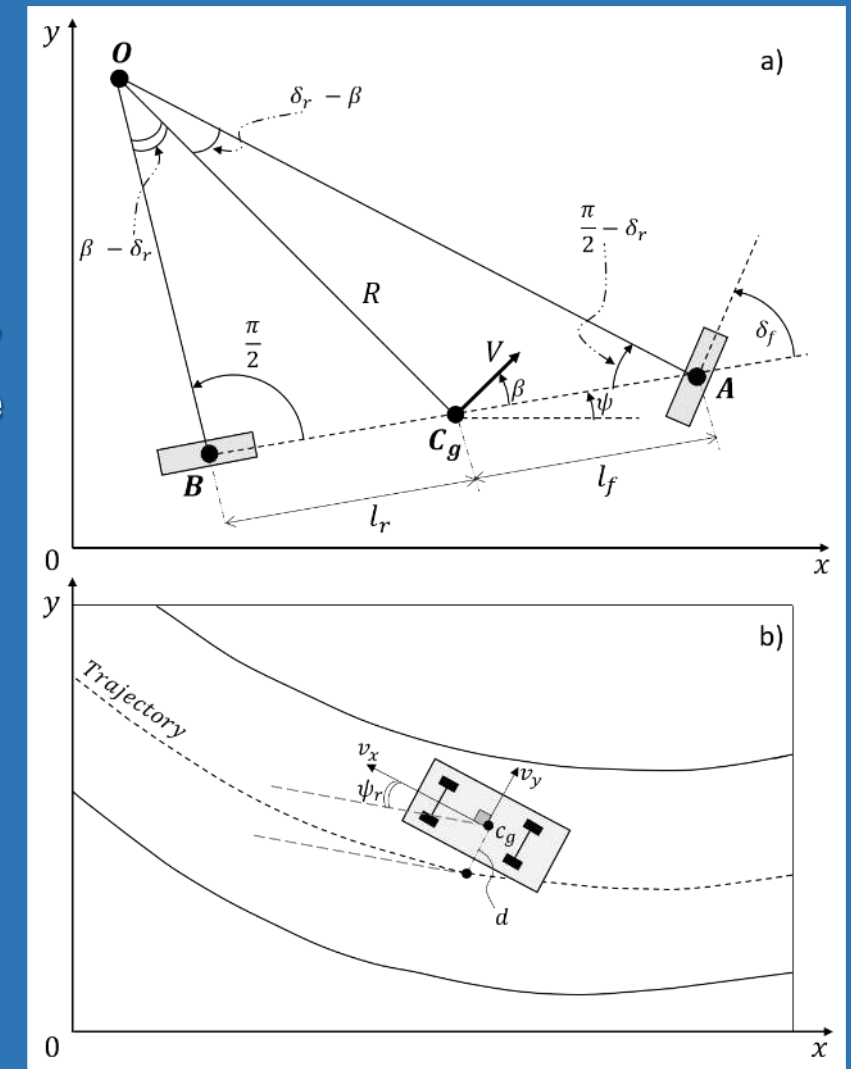 y
O
a)
δ_r − β
β − δ_r
π/2 − δ_r
R
π/2
V
β
ψ
δ_f
A
C_g
B
l_f
l_r
0
x
y
b)
Trajectory
v_x
v_y
ψ_r
c_g
d
0
x